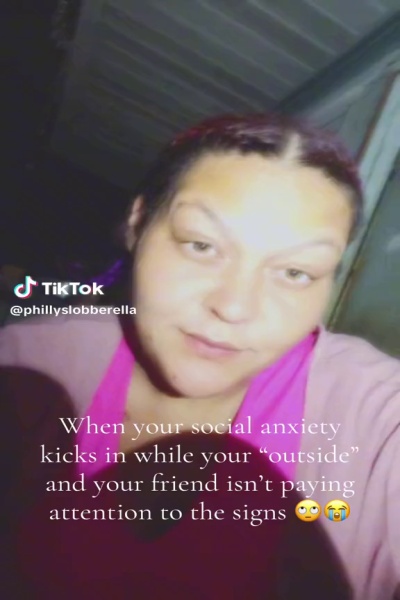 TikTok
@phillyslobberella
When your social anxiety
kicks in while your “outside”
and your friend isn’t paying
attention to the signs 🙄😭